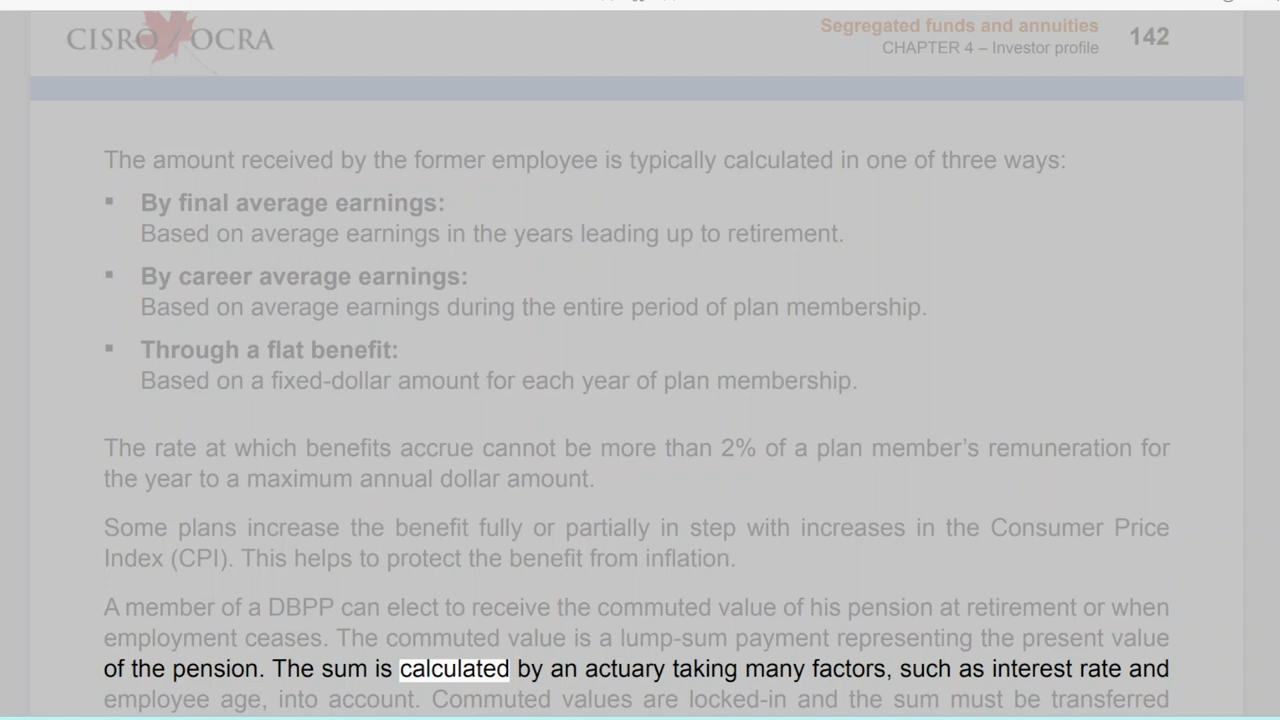 CISRO OCRA
Segregated funds and annuities
CHAPTER 4 – Investor profile
142
The amount received by the former employee is typically calculated in one of three ways:
▪ By final average earnings:
Based on average earnings in the years leading up to retirement.
▪ By career average earnings:
Based on average earnings during the entire period of plan membership.
▪ Through a flat benefit:
Based on a fixed-dollar amount for each year of plan membership.
The rate at which benefits accrue cannot be more than 2% of a plan member’s remuneration for
the year to a maximum annual dollar amount.
Some plans increase the benefit fully or partially in step with increases in the Consumer Price
Index (CPI). This helps to protect the benefit from inflation.
A member of a DBPP can elect to receive the commuted value of his pension at retirement or when
employment ceases. The commuted value is a lump-sum payment representing the present value
of the pension. The sum is calculated by an actuary taking many factors, such as interest rate and
employee age, into account. Commuted values are locked-in and the sum must be transferred